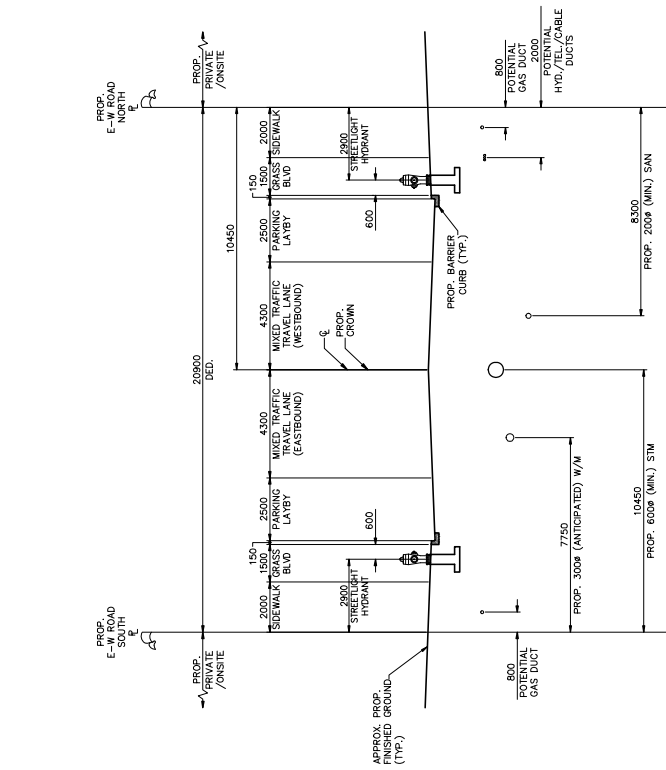 PROP.
E-W ROAD
NORTH
PL
PROP.
PRIVATE
/ONSITE
20900
DED.
10450
2000
SIDEWALK
150
1500
GRASS
BLVD
2500
PARKING
LAYBY
4300
MIXED TRAFFIC
TRAVEL LANE
(WESTBOUND)
4300
MIXED TRAFFIC
TRAVEL LANE
(EASTBOUND)
2500
PARKING
LAYBY
150
1500
GRASS
BLVD
2000
SIDEWALK
2900
STREETLIGHT
HYDRANT
600
℄
PROP.
CROWN
600
2900
STREETLIGHT
HYDRANT
PROP. BARRIER
CURB (TYP.)
800
POTENTIAL
GAS DUCT
2000
POTENTIAL
HYD./TEL./CABLE
DUCTS
8300
PROP. 200ø (MIN.) SAN
10450
PROP. 600ø (MIN.) STM
7750
PROP. 300ø (ANTICIPATED) W/M
800
POTENTIAL
GAS DUCT
APPROX. PROP.
FINISHED GROUND
(TYP.)
PROP.
E-W ROAD
SOUTH
PL
PROP.
PRIVATE
/ONSITE